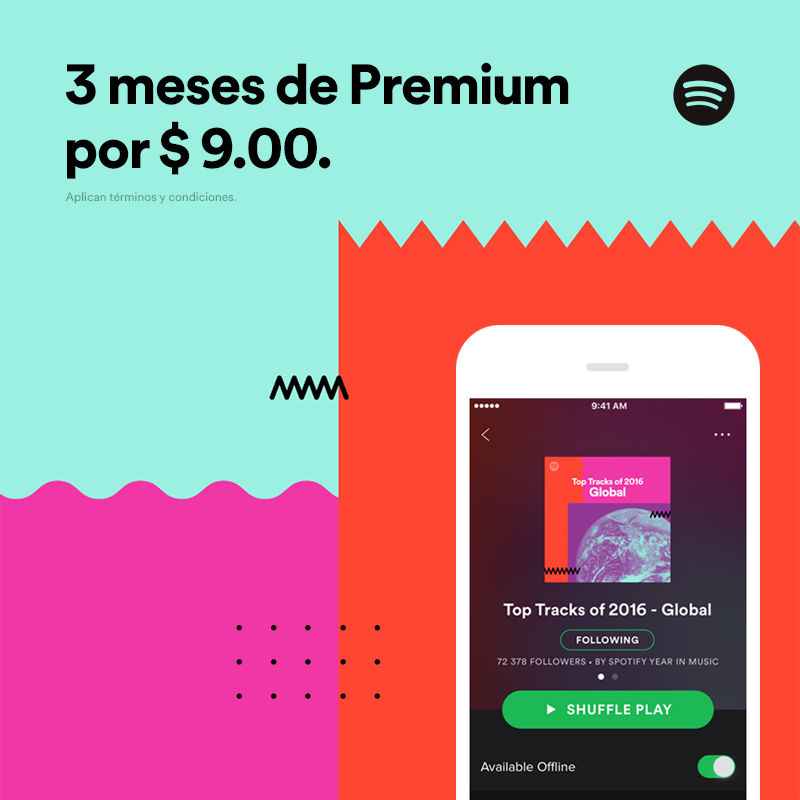 3 meses de Premium
por $ 9.00.
Aplican términos y condiciones.
9:41 AM
Top Tracks of 2016
Global
Top Tracks of 2016 - Global
FOLLOWING
72 378 FOLLOWERS • BY SPOTIFY YEAR IN MUSIC
SHUFFLE PLAY
Available Offline